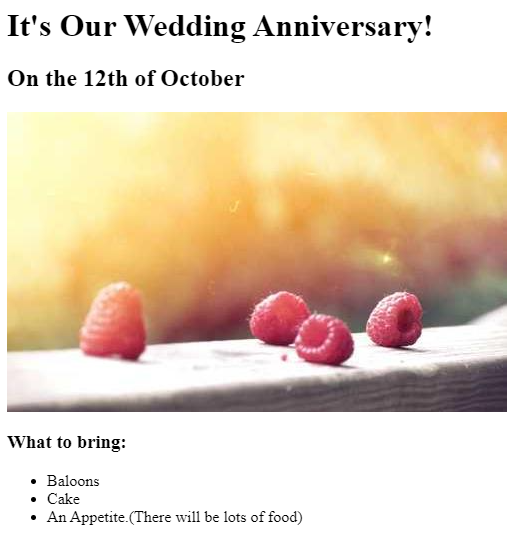 It's Our Wedding Anniversary!
On the 12th of October
What to bring:
Baloons
Cake
An Appetite.(There will be lots of food)